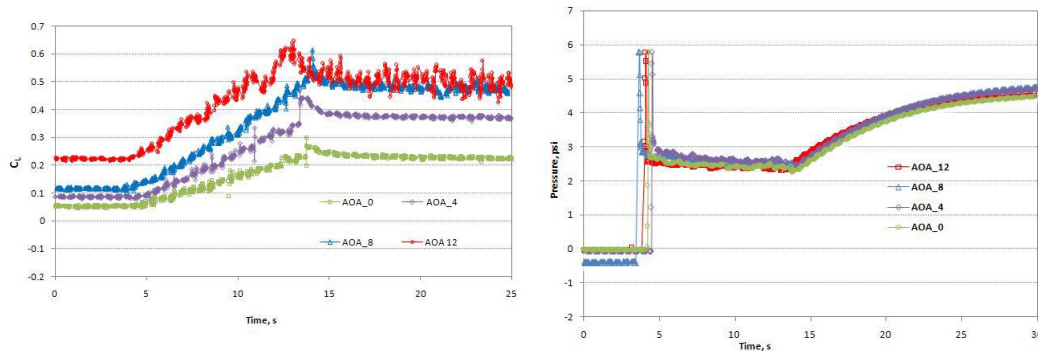 0.7
0.6
0.5
0.4
0.3
0.2
0.1
0
-0.1
-0.2
C_L
AOA_0
AOA_4
AOA_8
AOA 12
0 5 10 15 20 25
Time, s
6
5
4
3
2
1
0
-1
-2
Pressure, psi
AOA_12
AOA_8
AOA_4
AOA_0
0 5 10 15 20 25 30
Time, s